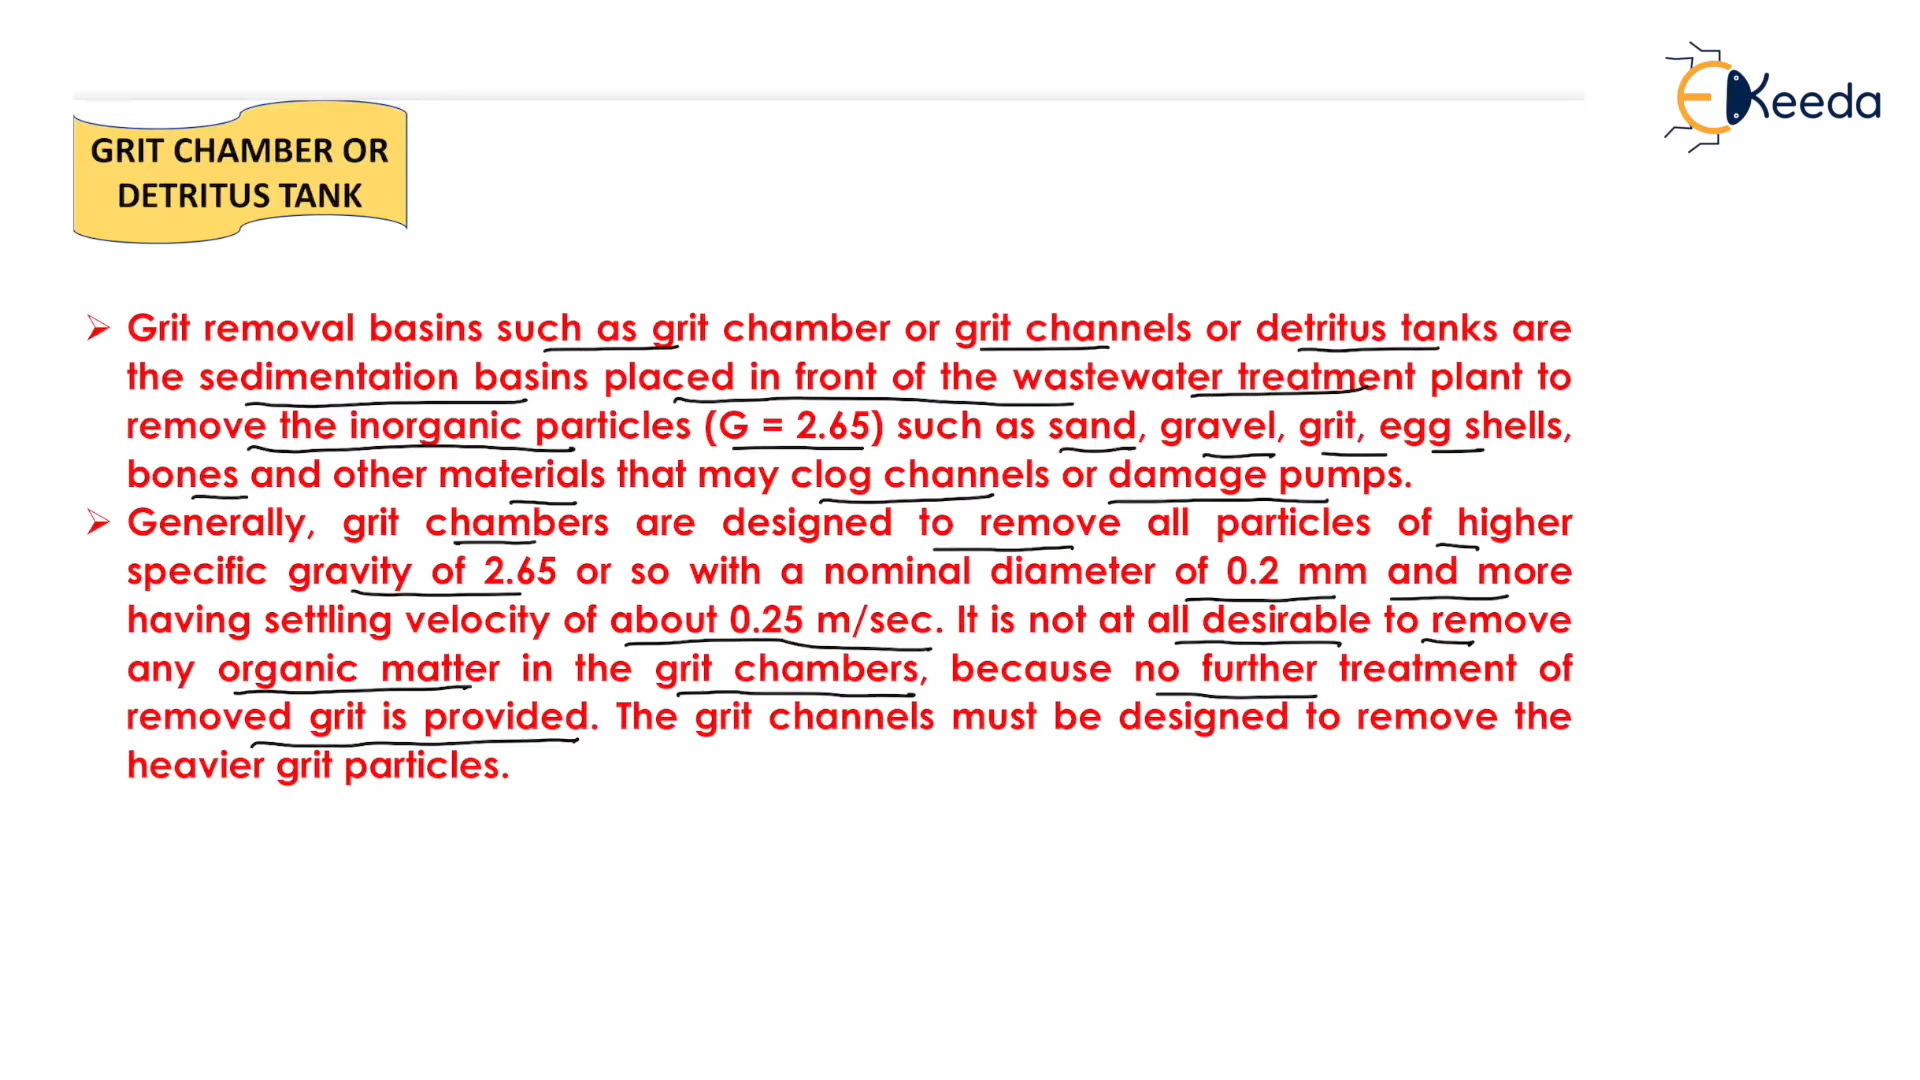 EKeeda
GRIT CHAMBER OR
DETRITUS TANK
➢ Grit removal basins such as grit chamber or grit channels or detritus tanks are
the sedimentation basins placed in front of the wastewater treatment plant to
remove the inorganic particles (G = 2.65) such as sand, gravel, grit, egg shells,
bones and other materials that may clog channels or damage pumps.
➢ Generally, grit chambers are designed to remove all particles of higher
specific gravity of 2.65 or so with a nominal diameter of 0.2 mm and more
having settling velocity of about 0.25 m/sec. It is not at all desirable to remove
any organic matter in the grit chambers, because no further treatment of
removed grit is provided. The grit channels must be designed to remove the
heavier grit particles.